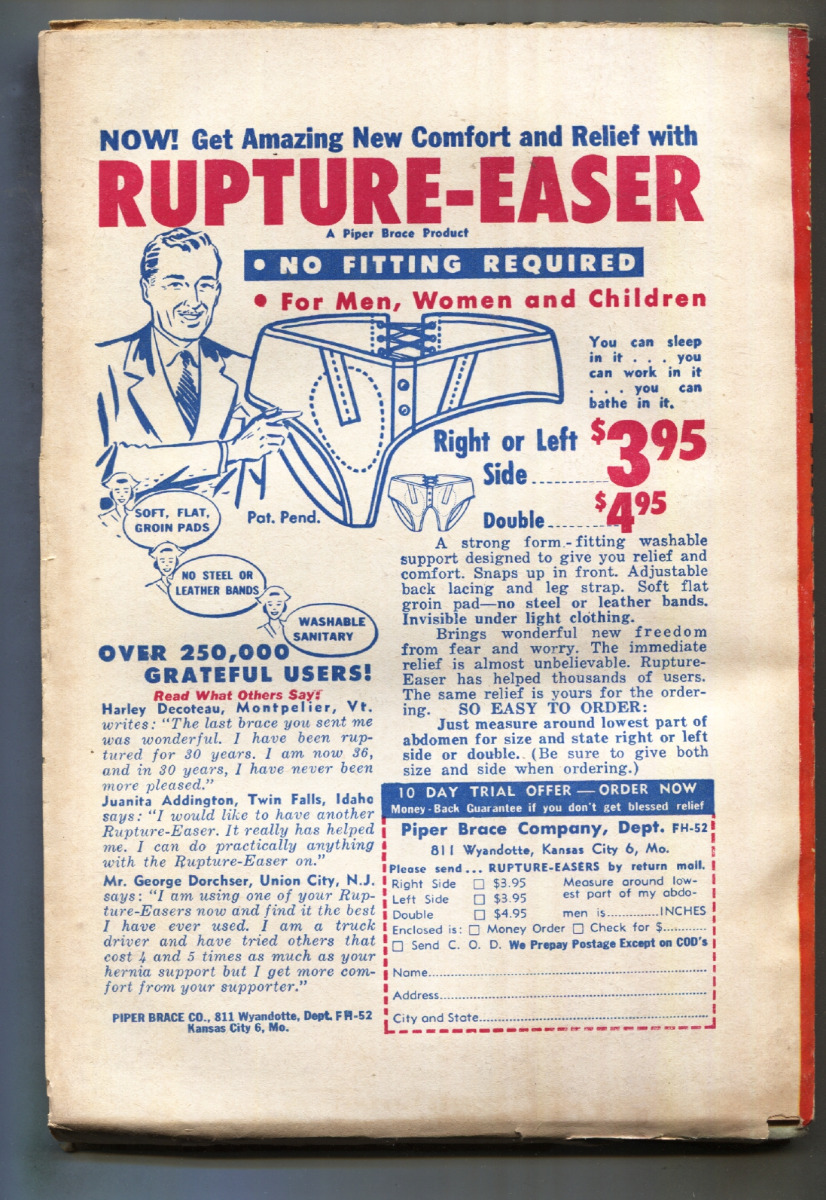 NOW! Get Amazing New Comfort and Relief with
RUPTURE-EASER
A Piper Brace Product
• NO FITTING REQUIRED
• For Men, Women and Children
You can sleep
in it . . . you
can work in it
. . . you can
bathe in it.
Right or Left
Side........... $3.95
Double....... $4.95
Pat. Pend.
SOFT, FLAT,
GROIN PADS
NO STEEL OR
LEATHER BANDS
WASHABLE
SANITARY
OVER 250,000
GRATEFUL USERS!
Read What Others Say:
Harley Decoteau, Montpelier, Vt.
writes: "The last brace you sent me
was wonderful. I have been rup-
tured for 30 years. I am now 36,
and in 30 years, I have never been
more pleased."
Juanita Addington, Twin Falls, Idaho
says: "I would like to have another
Rupture-Easer. It really has helped
me. I can do practically anything
with the Rupture-Easer on."
Mr. George Dorchser, Union City, N.J.
says: "I am using one of your Rup-
ture-Easers now and find it the best
I have ever used. I am a truck
driver and have tried others that
cost 4 and 5 times as much as your
hernia support but I get more com-
fort from your supporter."
PIPER BRACE CO., 811 Wyandotte, Dept. FH-52
Kansas City 6, Mo.
A strong form-fitting washable
support designed to give you relief and
comfort. Snaps up in front. Adjustable
back lacing and leg strap. Soft flat
groin pad—no steel or leather bands.
Invisible under light clothing.
Brings wonderful new freedom
from fear and worry. The immediate
relief is almost unbelievable. Rupture-
Easer has helped thousands of users.
The same relief is yours for the order-
ing. SO EASY TO ORDER:
Just measure around lowest part of
abdomen for size and state right or left
side or double. (Be sure to give both
size and side when ordering.)
10 DAY TRIAL OFFER — ORDER NOW
Money-Back Guarantee if you don't get blessed relief
Piper Brace Company, Dept. FH-52
811 Wyandotte, Kansas City 6, Mo.
Please send... RUPTURE-EASERS by return mail.
Right Side □ $3.95 Measure around low-
Left Side □ $3.95 est part of my abdo-
Double □ $4.95 men is.............INCHES
Enclosed is: □ Money Order □ Check for $...........
□ Send C. O. D. We Prepay Postage Except on COD's
Name...........
Address...........
City and State...........